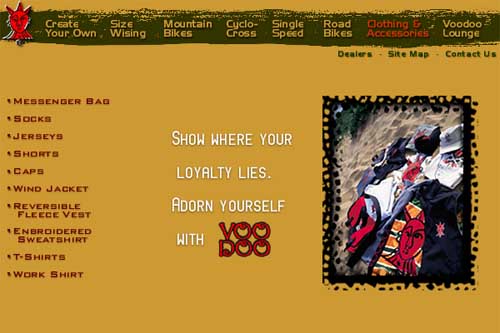 Create Your Own
Size Wising
Mountain Bikes
Cyclo-Cross
Single Speed
Road Bikes
Clothing & Accessories
Voodoo Lounge
Dealers · Site Map · Contact Us
Messenger Bag
Socks
Jerseys
Shorts
Caps
Wind Jacket
Reversible
Fleece Vest
Enbroidered
Sweatshirt
T-Shirts
Work Shirt
Show where your
loyalty lies.
Adorn yourself
with VOO
DOO